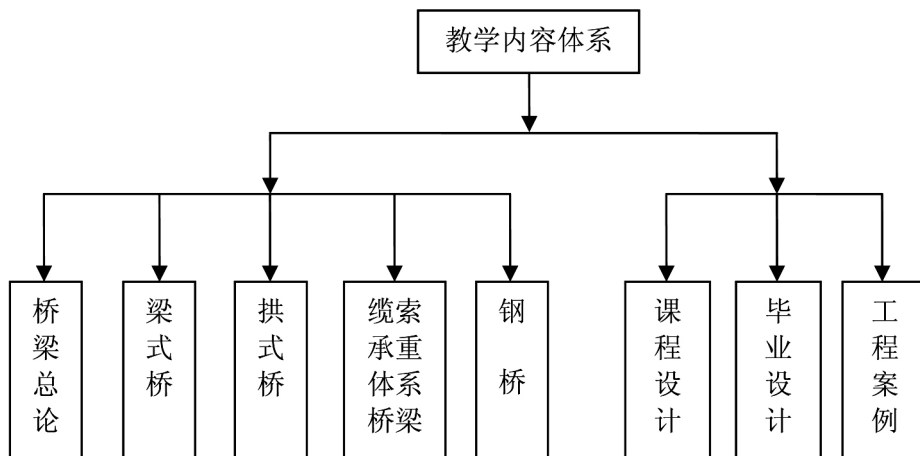 教学内容体系
桥梁总论
梁式桥
拱式桥
缆索承重体系桥梁
钢桥
课程设计
毕业设计
工程案例